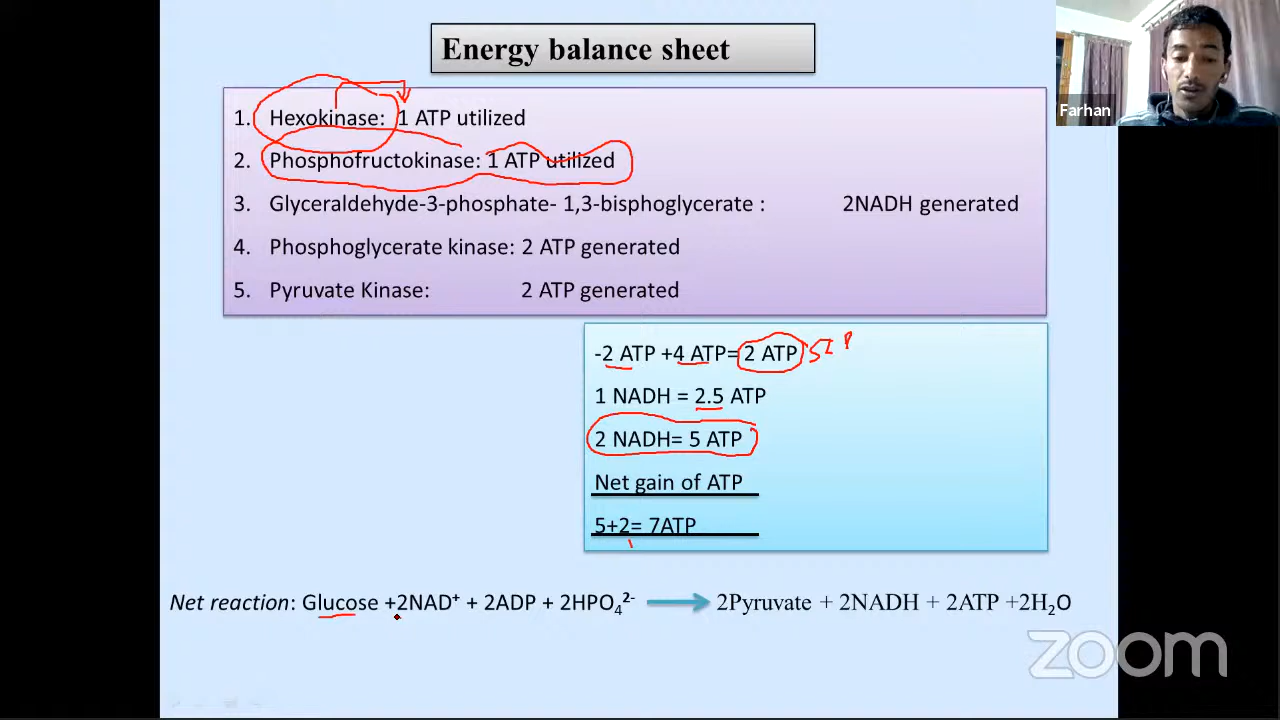 Energy balance sheet
Farhan
1. Hexokinase: 1 ATP utilized
2. Phosphofructokinase: 1 ATP utilized
3. Glyceraldehyde-3-phosphate- 1,3-bisphoglycerate : 2NADH generated
4. Phosphoglycerate kinase: 2 ATP generated
5. Pyruvate Kinase: 2 ATP generated
-2 ATP +4 ATP= 2 ATP
1 NADH = 2.5 ATP
2 NADH= 5 ATP
Net gain of ATP
5+2= 7ATP
Net reaction: Glucose +2NAD⁺ + 2ADP + 2HPO₄²⁻ → 2Pyruvate + 2NADH + 2ATP +2H₂O
zoom